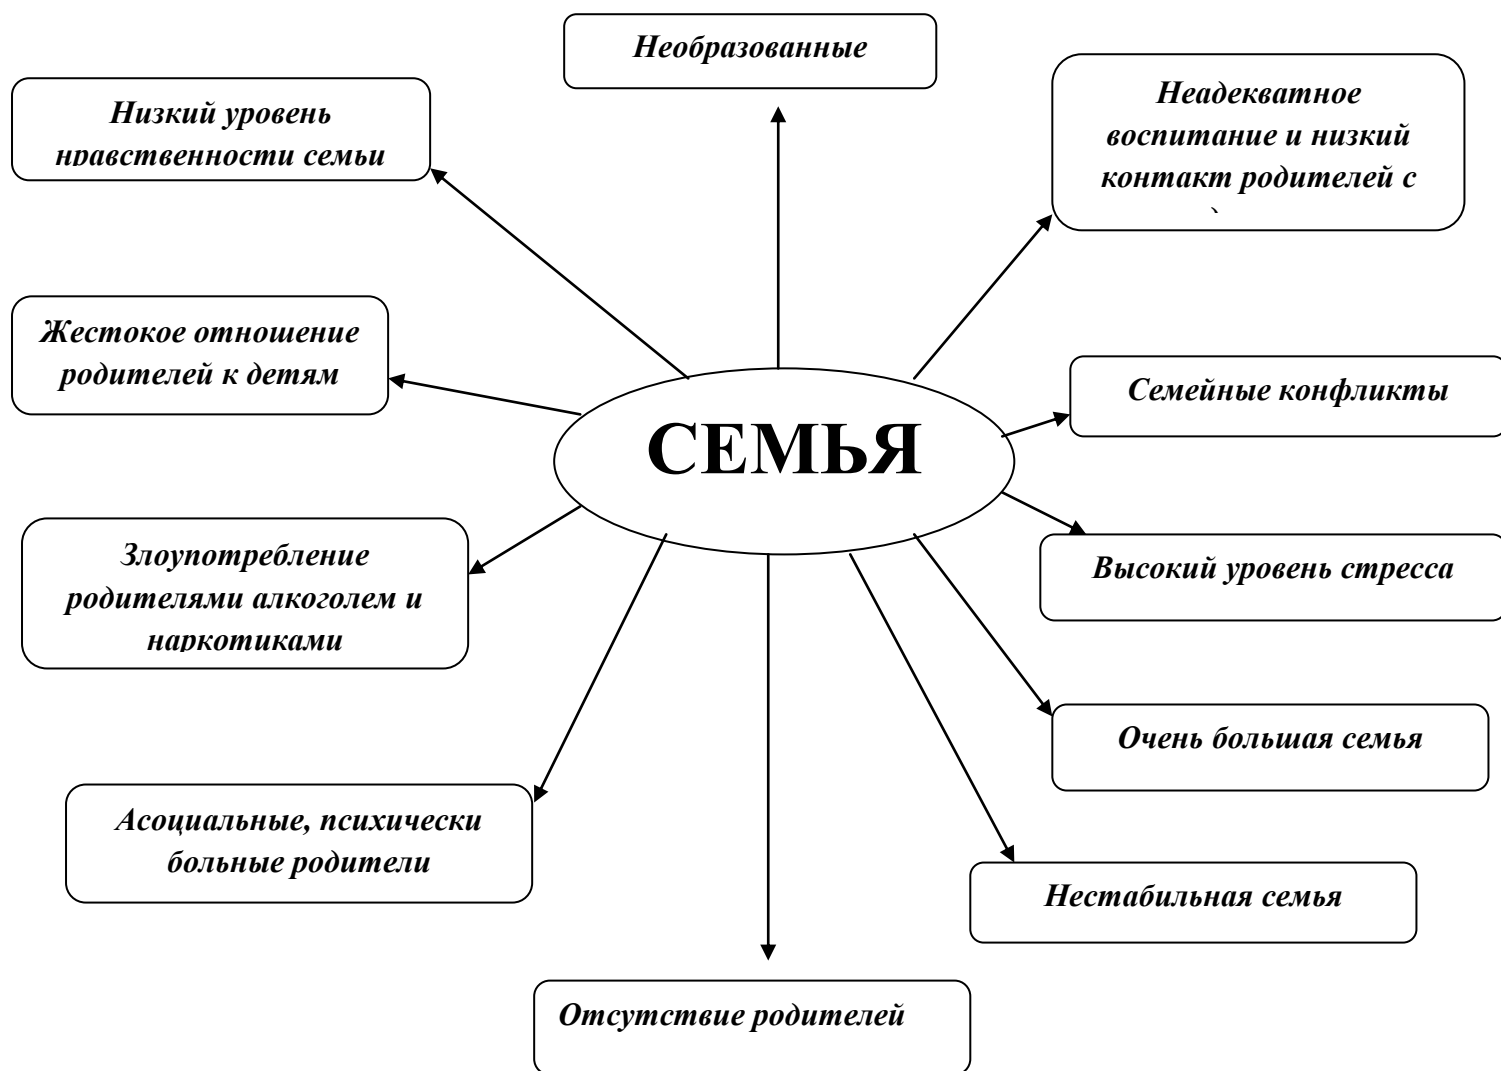 Необразованные
Низкий уровень
нравственности семьи
Неадекватное
воспитание и низкий
контакт родителей с
Жестокое отношение
родителей к детям
Семейные конфликты
СЕМЬЯ
Злоупотребление
родителями алкоголем и
наркотиками
Высокий уровень стресса
Очень большая семья
Асоциальные, психически
больные родители
Нестабильная семья
Отсутствие родителей